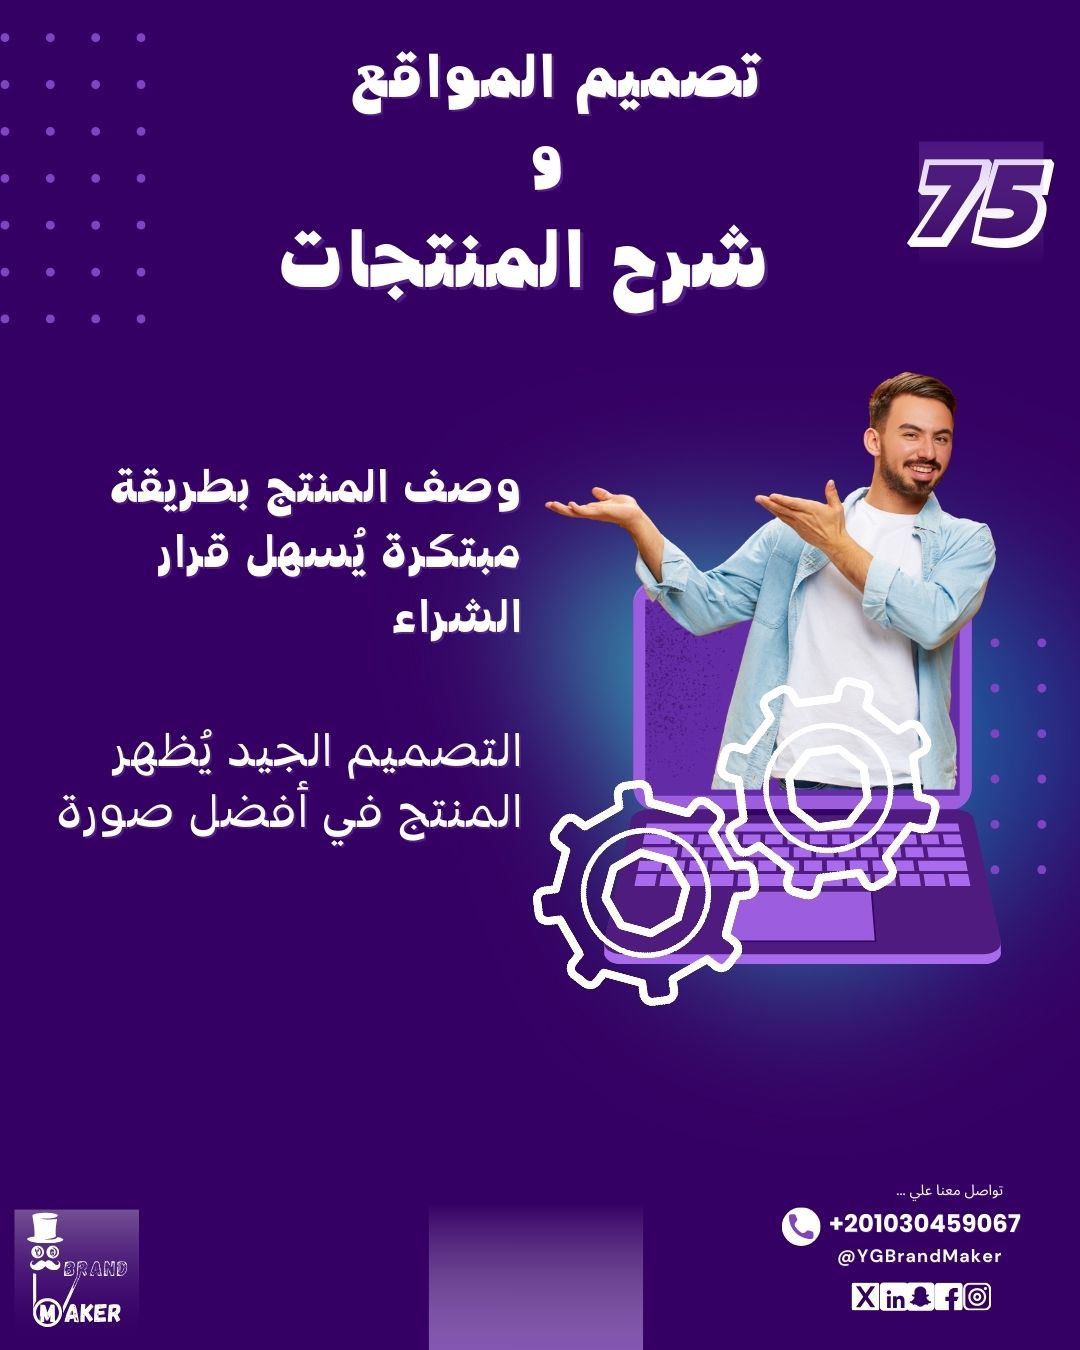 تصميم المواقع
و
شرح المنتجات
75
وصف المنتج بطريقة
مبتكرة يُسهل قرار
الشراء
التصميم الجيد يُظهر
المنتج في أفضل صورة
تواصل معنا علي ...
+201030459067
@YGBrandMaker
BRAND
MAKER